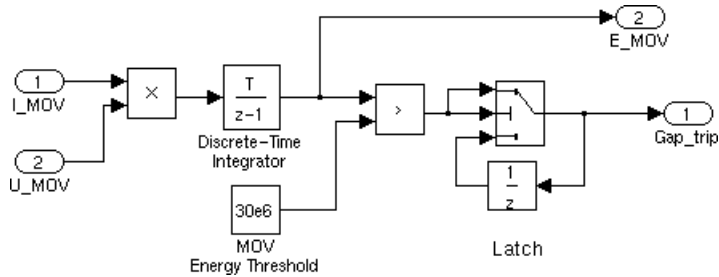 2
E_MOV
1
I_MOV
×
T
z-1
>
1
Gap_trip
Discrete-Time
Integrator
2
U_MOV
1
z
30e6
MOV
Energy Threshold
Latch